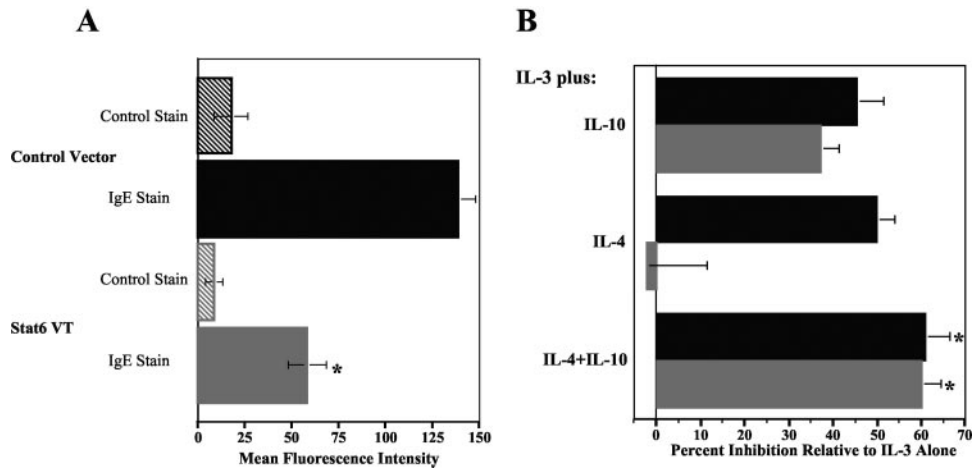 A
Control Stain
Control Vector
IgE Stain
Control Stain
Stat6 VT
IgE Stain
*
0 25 50 75 100 125 150
Mean Fluorescence Intensity
B
IL-3 plus:
IL-10
IL-4
IL-4+IL-10
*
*
0 10 20 30 40 50 60 70
Percent Inhibition Relative to IL-3 Alone